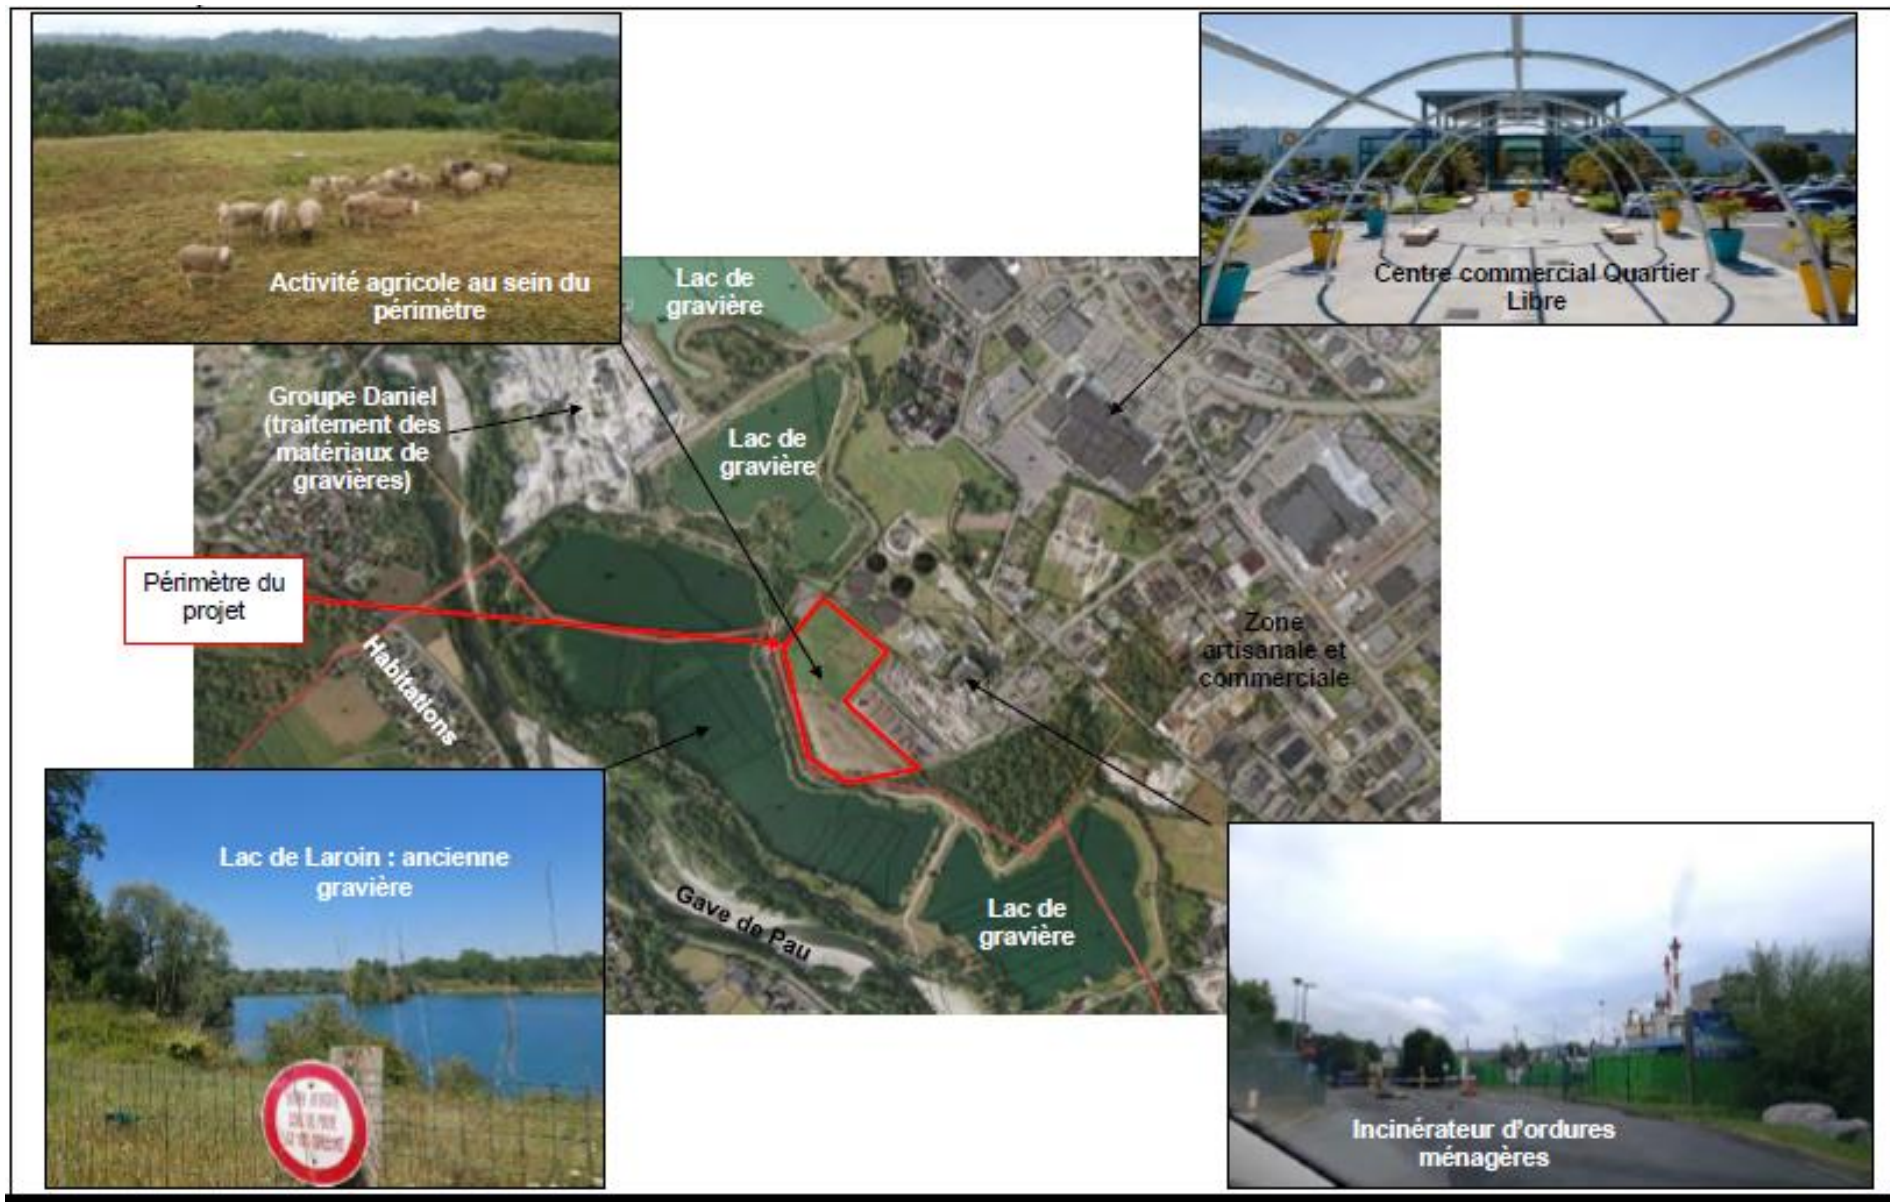 Activité agricole au sein du
périmètre
Centre commercial Quartier
Libre
Lac de
gravière
Groupe Daniel
(traitement des
matériaux de
gravières)
Lac de
gravière
Périmètre du
projet
Habitations
Zone
artisanale et
commerciale
Lac de Laroin : ancienne
gravière
Gave de Pau
Lac de
gravière
Incinérateur d'ordures
ménagères